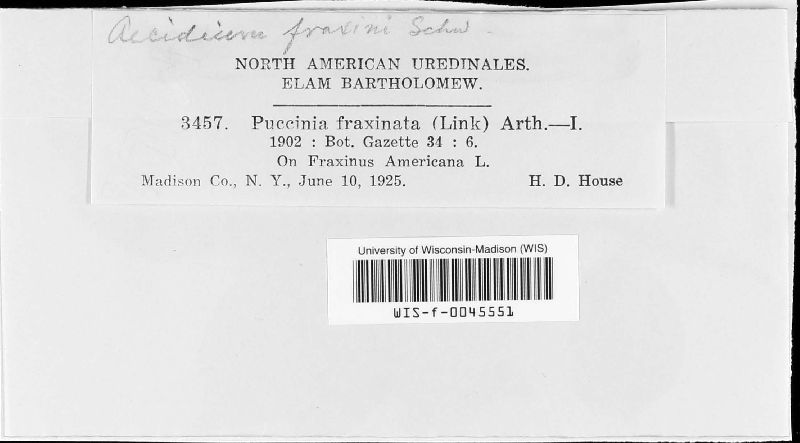 Aecidium fraxini Schw.
NORTH AMERICAN UREDINALES.
ELAM BARTHOLOMEW.
3457. Puccinia fraxinata (Link) Arth.—I.
1902 : Bot. Gazette 34 : 6.
On Fraxinus Americana L.
Madison Co., N. Y., June 10, 1925. H. D. House
University of Wisconsin-Madison (WIS)
WIS-f-0045551